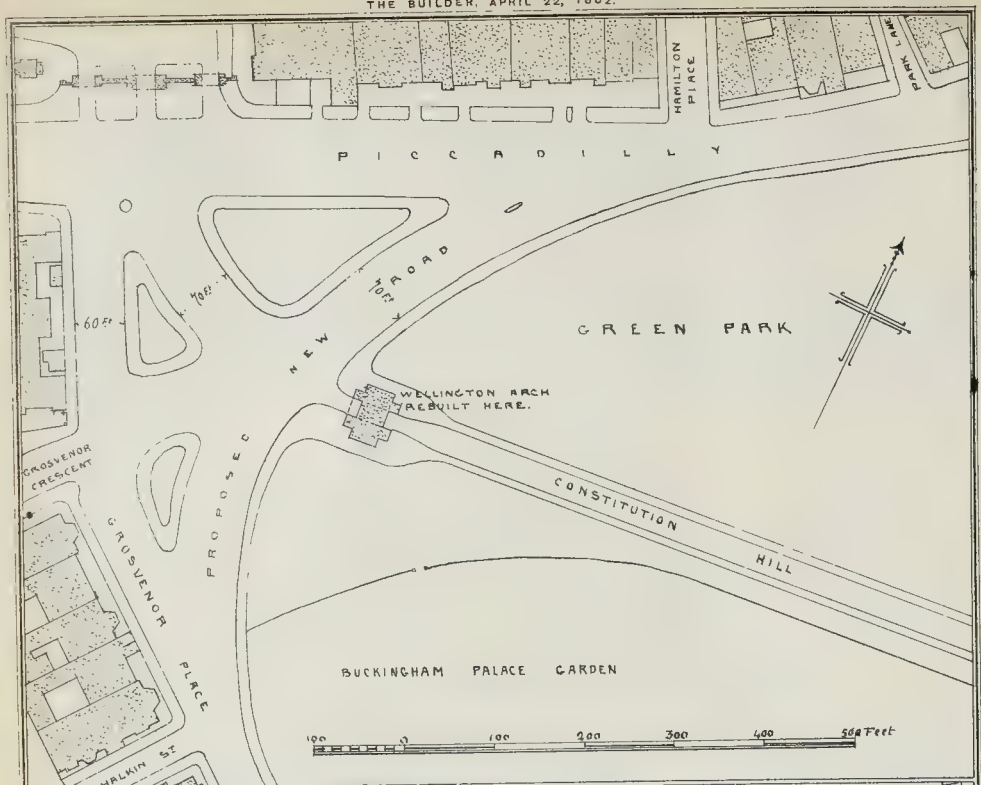 THE BUILDER, APRIL 22, 1882.
HAMILTON
PLACE
PARK LANE
PICCADILLY
PROPOSED NEW ROAD
70 Ft
70 Ft
60 Ft
GREEN PARK
WELLINGTON ARCH
REBUILT HERE.
GROSVENOR
CRESCENT
CONSTITUTION HILL
GROSVENOR PLACE
BUCKINGHAM PALACE GARDEN
HALKIN ST
100 0 100 200 300 400 500 Feet